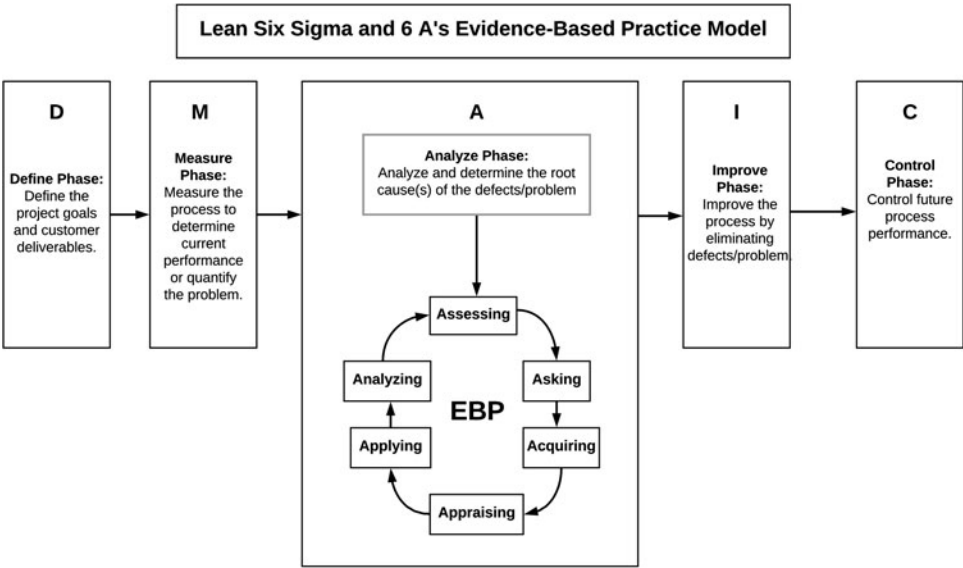 Lean Six Sigma and 6 A's Evidence-Based Practice Model
D
Define Phase:
Define the
project goals
and customer
deliverables.
M
Measure
Phase:
Measure the
process to
determine
current
performance
or quantify
the problem.
A
Analyze Phase:
Analyze and determine the root
cause(s) of the defects/problem
Assessing
Asking
Acquiring
Appraising
Applying
Analyzing
EBP
I
Improve
Phase:
Improve the
process by
eliminating
defects/problem.
C
Control
Phase:
Control future
process
performance.